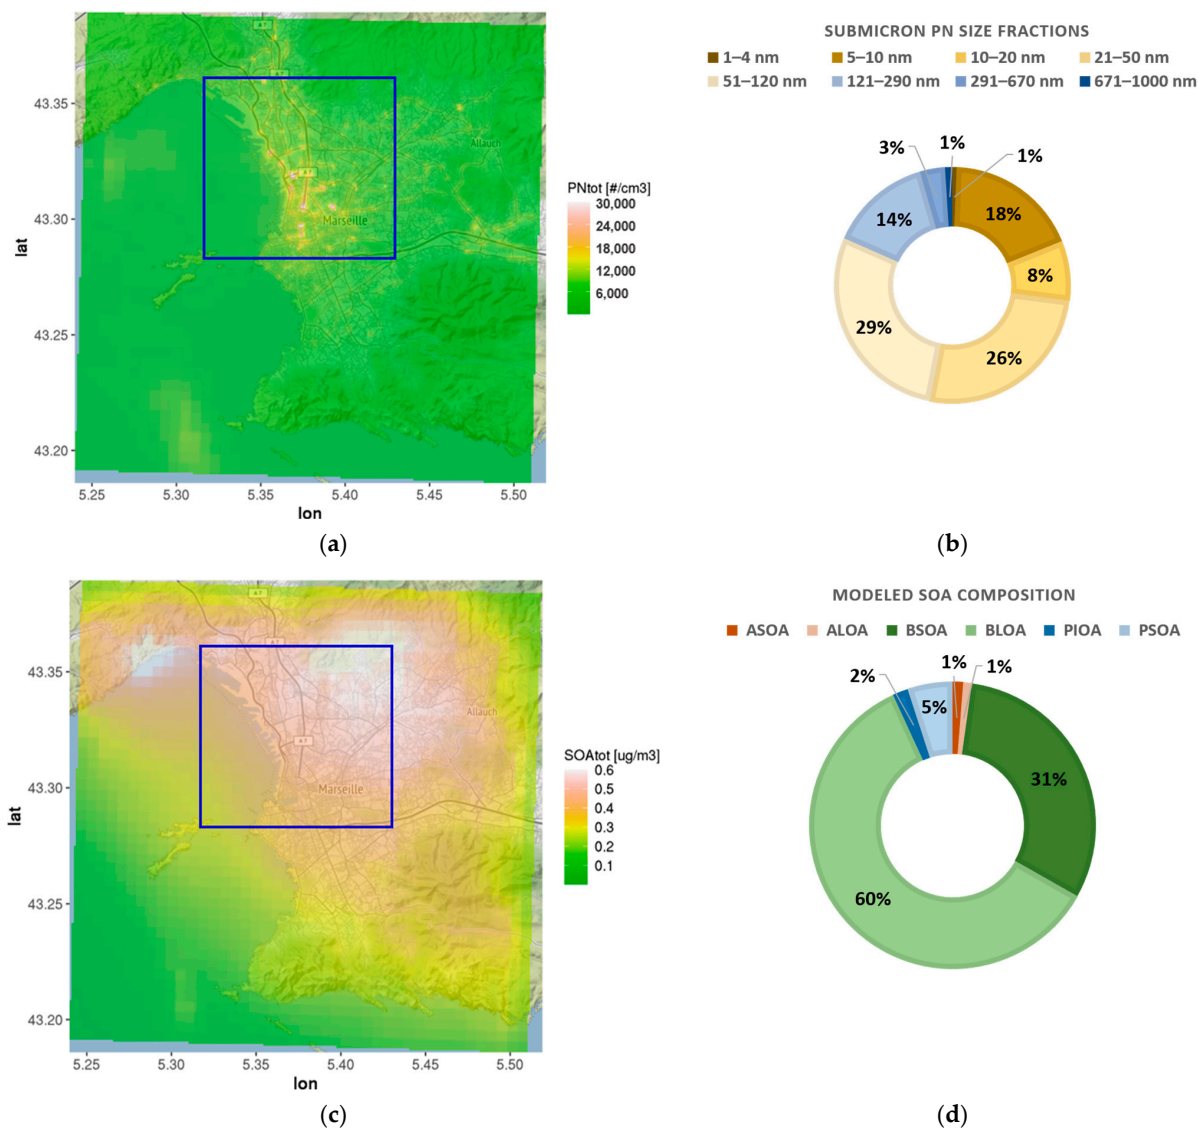 A 7
A 7
A 7
Allauch
Marseille
43.35
43.30
43.25
43.20
lat
5.25 5.30 5.35 5.40 5.45 5.50
lon
PNtot [#/cm3]
30,000
24,000
18,000
12,000
6,000
(a)
SUBMICRON PN SIZE FRACTIONS
1–4 nm 5–10 nm 10–20 nm 21–50 nm
51–120 nm 121–290 nm 291–670 nm 671–1000 nm
3% 1% 1%
14% 18%
8%
29%
26%
(b)
A 7
A 7
A 7
Allauch
Marseille
43.35
43.30
43.25
43.20
lat
5.25 5.30 5.35 5.40 5.45 5.50
lon
SOAtot [ug/m3]
0.6
0.5
0.4
0.3
0.2
0.1
(c)
MODELED SOA COMPOSITION
ASOA ALOA BSOA BLOA PIOA PSOA
2% 1% 1%
5%
31%
60%
(d)